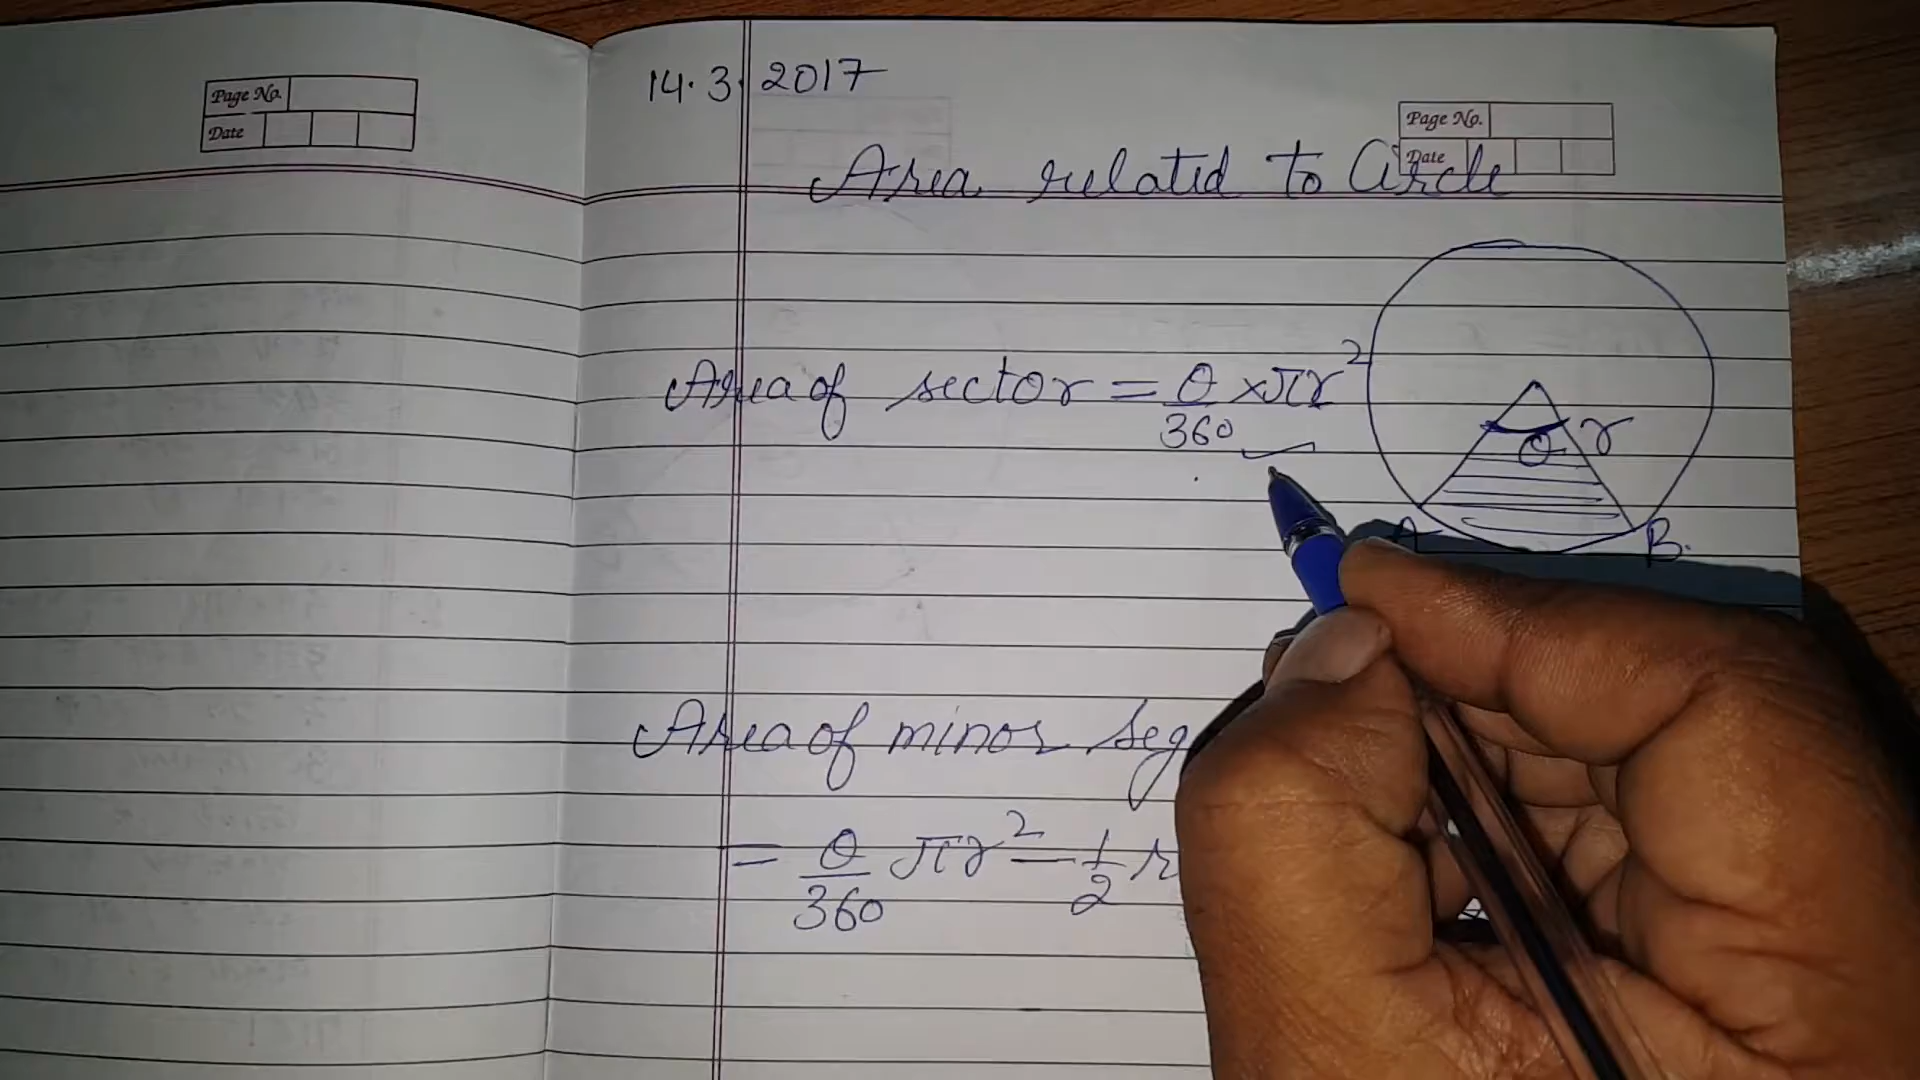 Page No.
Date
14.3.2017
Page No.
Date
Area related to Circle
Area of sector = θ/360 × πr²
θ r
A B.
Area of minor
= θ/360 πr² - 1/2 r